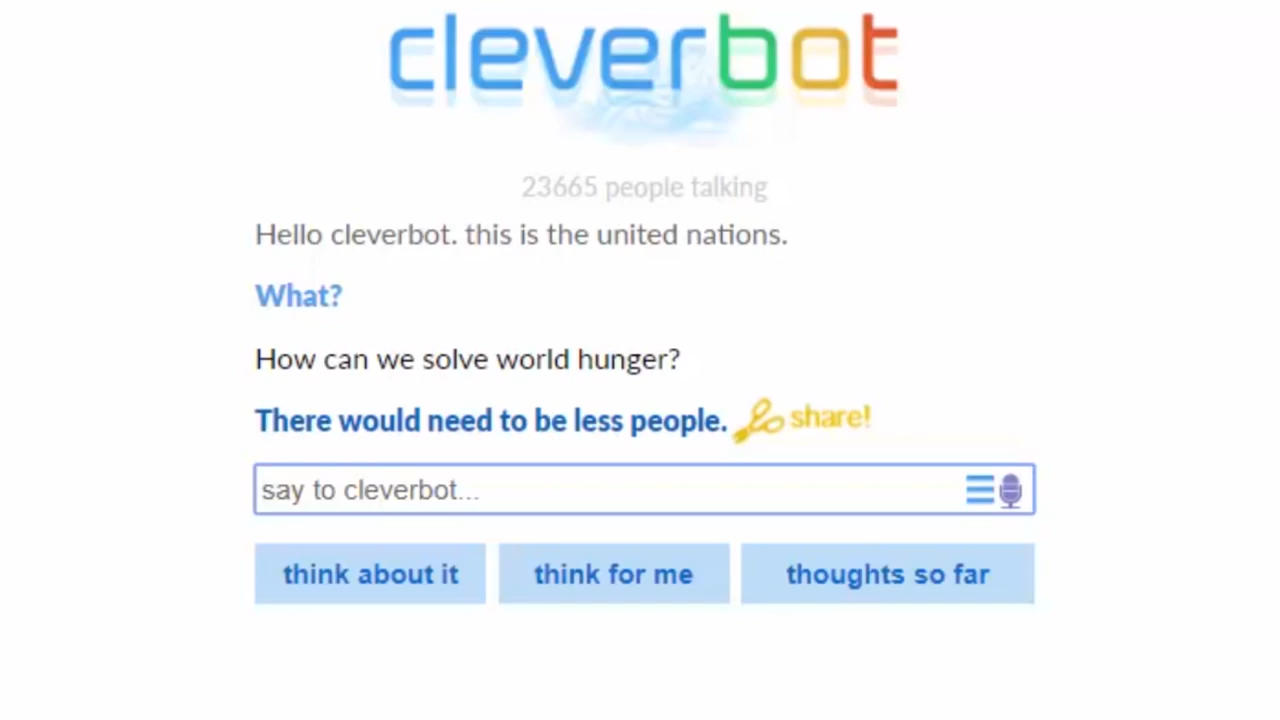 cleverbot
23665 people talking
Hello cleverbot. this is the united nations.
What?
How can we solve world hunger?
There would need to be less people. share!
say to cleverbot...
think about it think for me thoughts so far